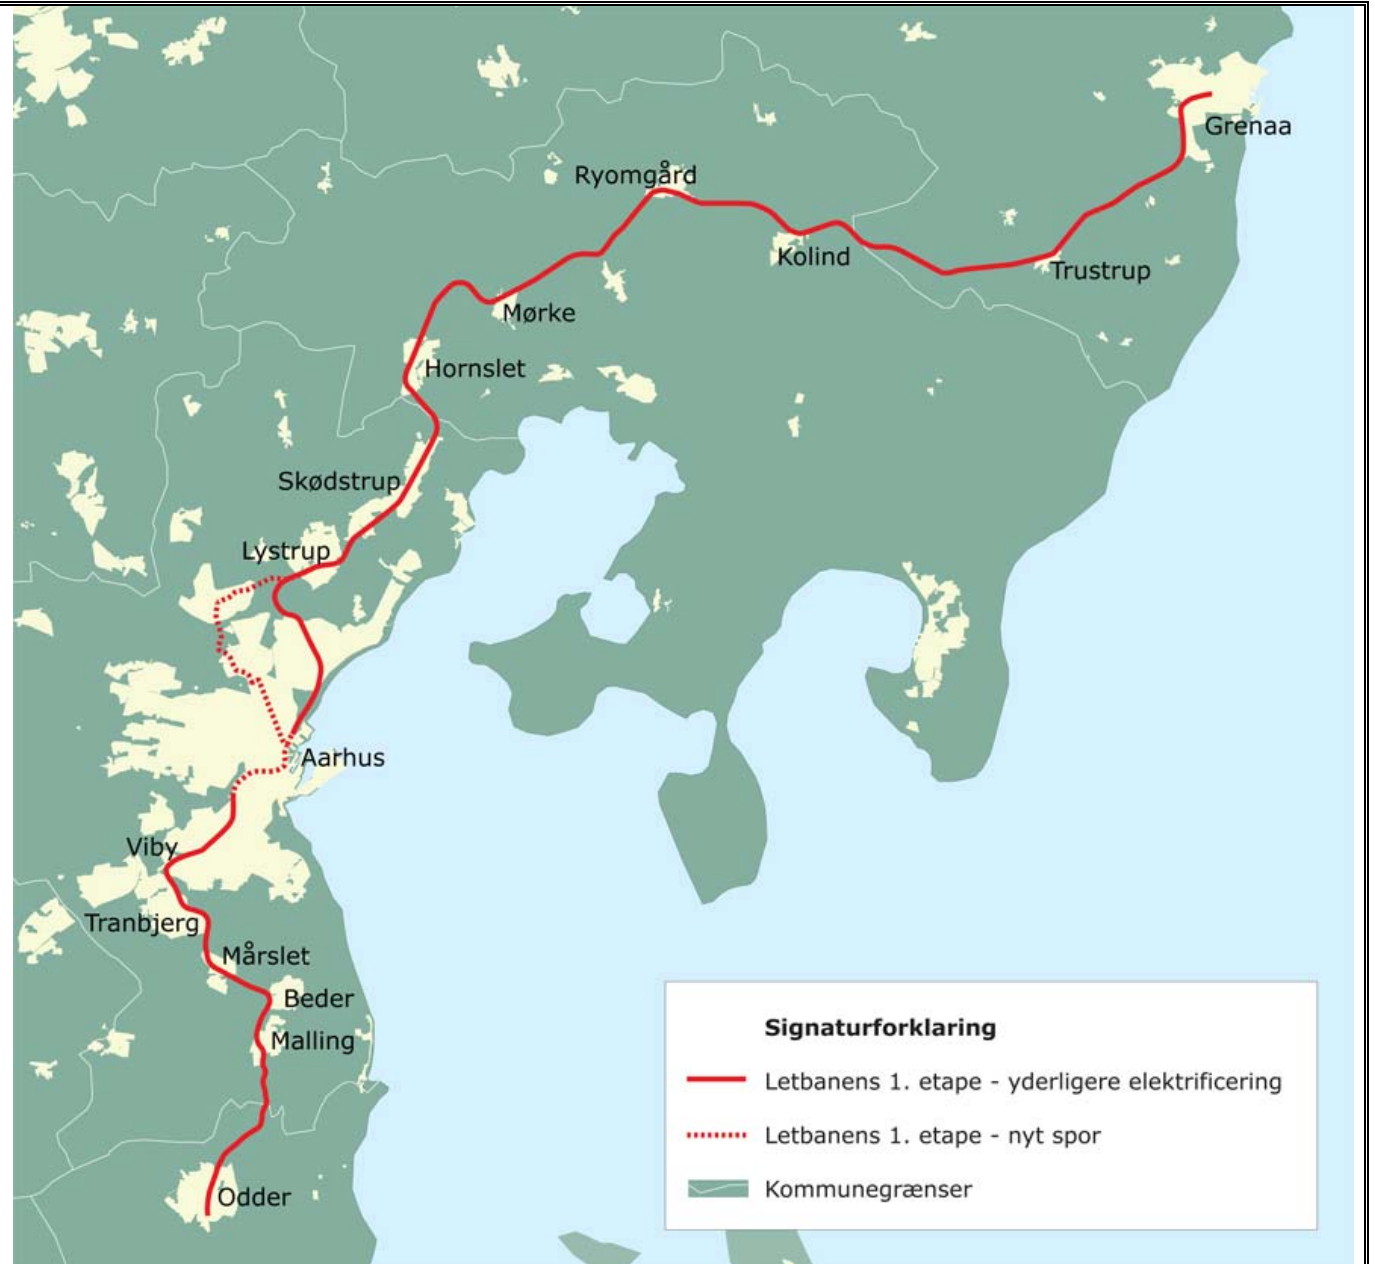 Grenaa
Ryomgård
Kolind
Trustrup
Mørke
Hornslet
Skødstrup
Lystrup
Aarhus
Viby
Tranbjerg
Mårslet
Beder
Malling
Odder
Signaturforklaring
Letbanens 1. etape - yderligere elektrificering
Letbanens 1. etape - nyt spor
Kommunegrænser